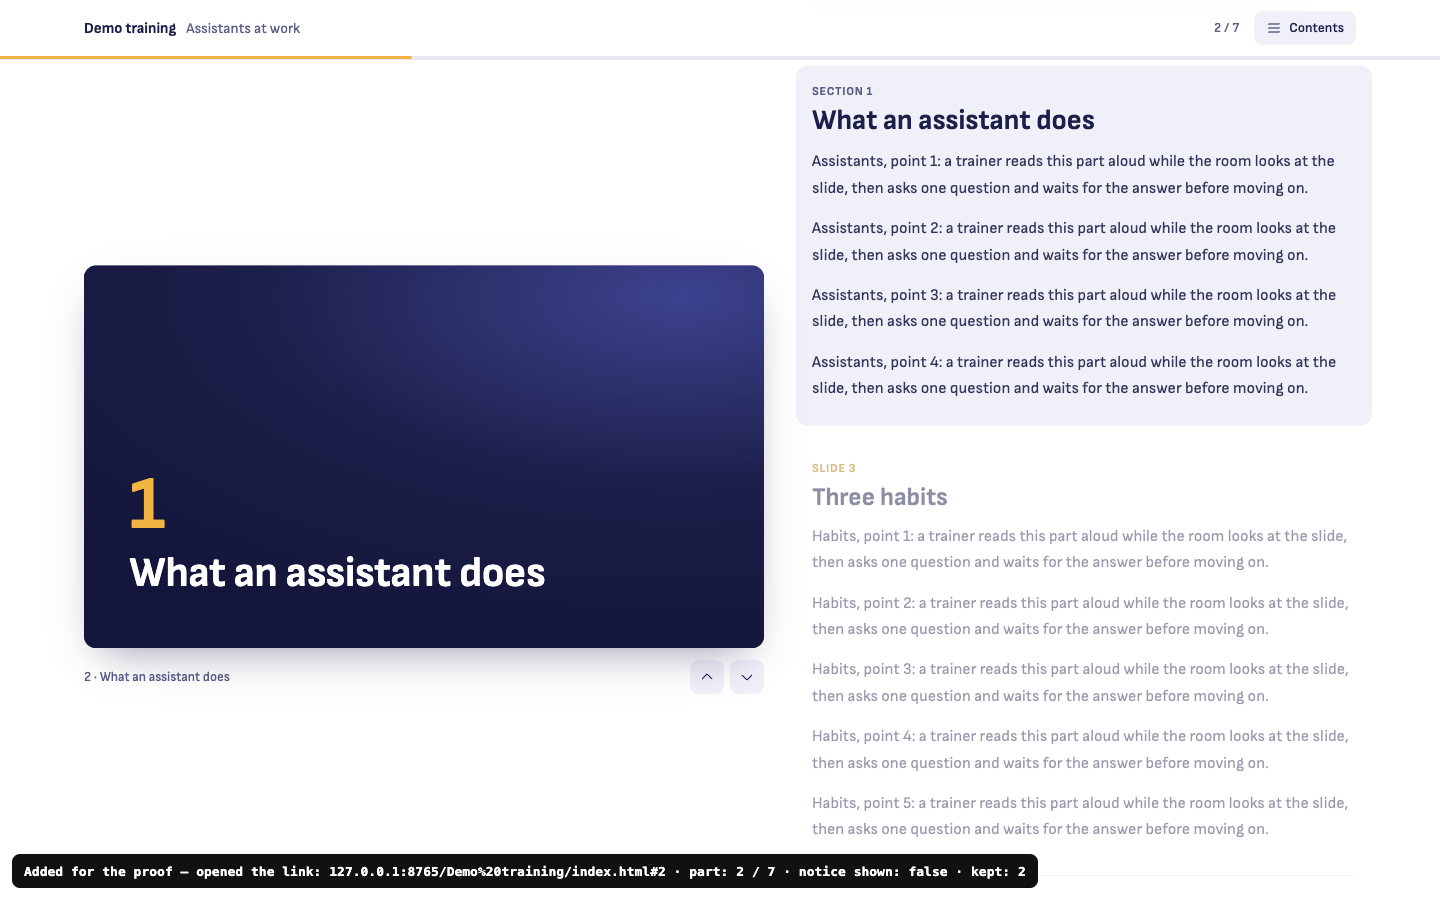 Demo training Assistants at work
2 / 7
Contents
1
What an assistant does
2 · What an assistant does
SECTION 1
What an assistant does
Assistants, point 1: a trainer reads this part aloud while the room looks at the
slide, then asks one question and waits for the answer before moving on.
Assistants, point 2: a trainer reads this part aloud while the room looks at the
slide, then asks one question and waits for the answer before moving on.
Assistants, point 3: a trainer reads this part aloud while the room looks at the
slide, then asks one question and waits for the answer before moving on.
Assistants, point 4: a trainer reads this part aloud while the room looks at the
slide, then asks one question and waits for the answer before moving on.
SLIDE 3
Three habits
Habits, point 1: a trainer reads this part aloud while the room looks at the slide,
then asks one question and waits for the answer before moving on.
Habits, point 2: a trainer reads this part aloud while the room looks at the slide,
then asks one question and waits for the answer before moving on.
Habits, point 3: a trainer reads this part aloud while the room looks at the slide,
then asks one question and waits for the answer before moving on.
Habits, point 4: a trainer reads this part aloud while the room looks at the slide,
then asks one question and waits for the answer before moving on.
Habits, point 5: a trainer reads this part aloud while the room looks at the slide,
then asks one question and waits for the answer before moving on.
Added for the proof — opened the link: 127.0.0.1:8765/Demo%20training/index.html#2 · part: 2 / 7 · notice shown: false · kept: 2